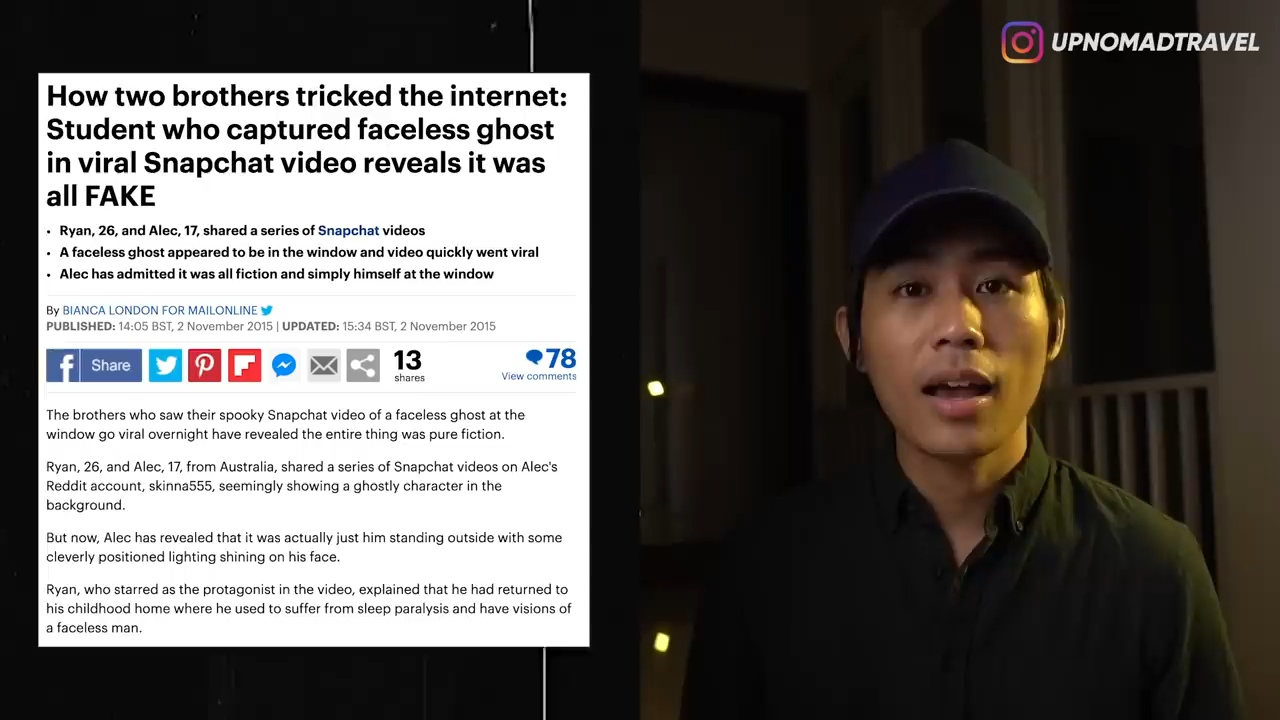 How two brothers tricked the internet:
Student who captured faceless ghost
in viral Snapchat video reveals it was
all FAKE
• Ryan, 26, and Alec, 17, shared a series of Snapchat videos
• A faceless ghost appeared to be in the window and video quickly went viral
• Alec has admitted it was all fiction and simply himself at the window
By BIANCA LONDON FOR MAILONLINE
PUBLISHED: 14:05 BST, 2 November 2015 | UPDATED: 15:34 BST, 2 November 2015
Share
13
shares
78
View comments
The brothers who saw their spooky Snapchat video of a faceless ghost at the
window go viral overnight have revealed the entire thing was pure fiction.
Ryan, 26, and Alec, 17, from Australia, shared a series of Snapchat videos on Alec's
Reddit account, skinna555, seemingly showing a ghostly character in the
background.
But now, Alec has revealed that it was actually just him standing outside with some
cleverly positioned lighting shining on his face.
Ryan, who starred as the protagonist in the video, explained that he had returned to
his childhood home where he used to suffer from sleep paralysis and have visions of
a faceless man.
UPNOMADTRAVEL